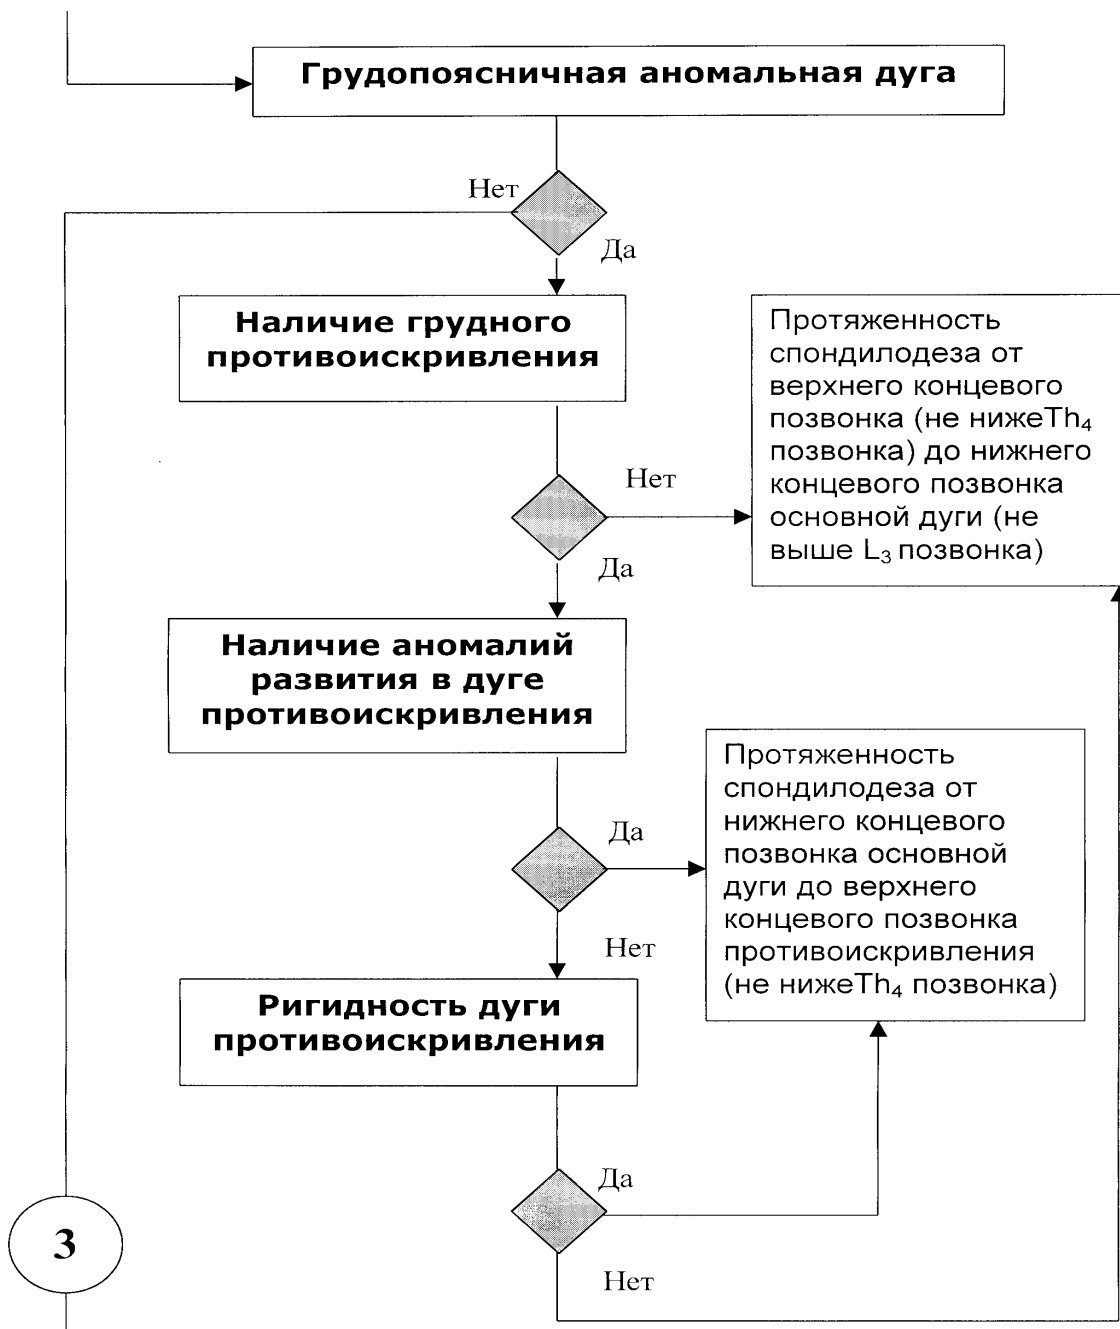 Грудопоясничная аномальная дуга
Нет
Да
Наличие грудного
противоискривления
Протяженность
спондилодеза от
верхнего концевого
позвонка (не нижеTh₄
позвонка) до нижнего
концевого позвонка
основной дуги (не
выше L₃ позвонка)
Нет
Да
Наличие аномалий
развития в дуге
противоискривления
Протяженность
спондилодеза от
нижнего концевого
позвонка основной
дуги до верхнего
концевого позвонка
противоискривления
(не нижеTh₄ позвонка)
Да
Нет
Ригидность дуги
противоискривления
Да
3
Нет